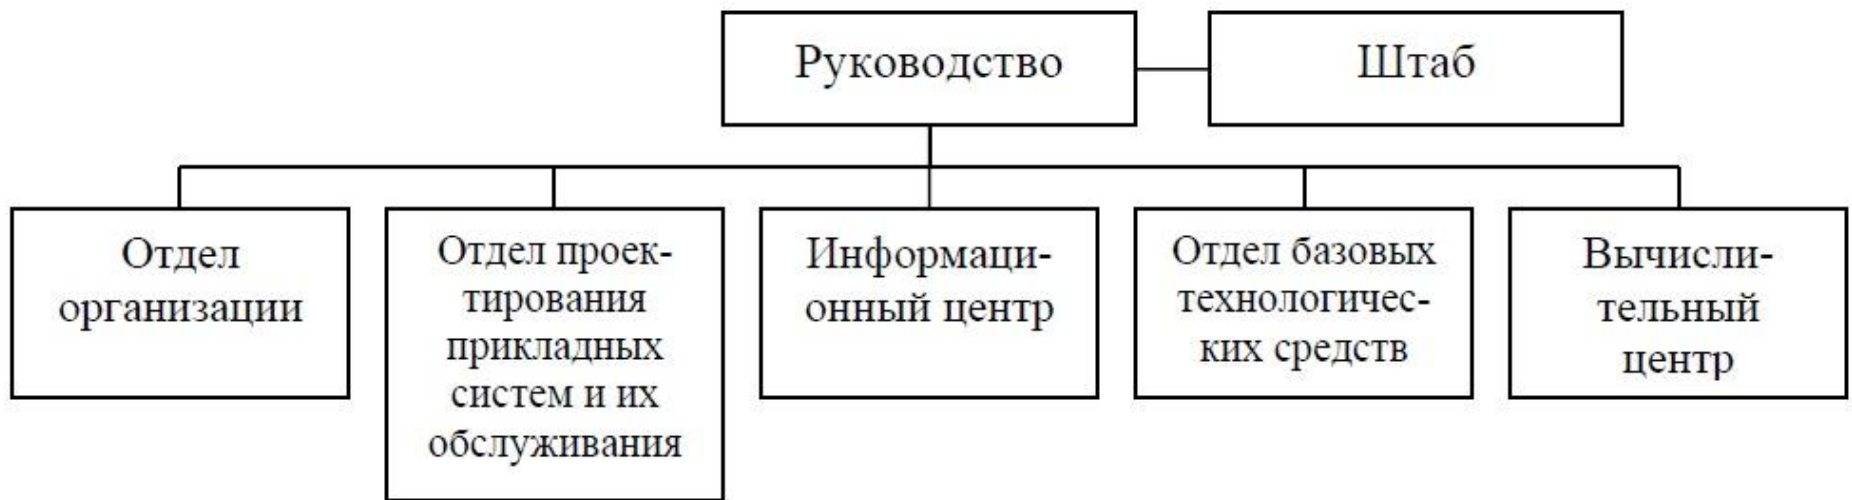 Руководство
Штаб
Отдел
организации
Отдел проек-
тирования
прикладных
систем и их
обслуживания
Информаци-
онный центр
Отдел базовых
технологичес-
ких средств
Вычисли-
тельный
центр